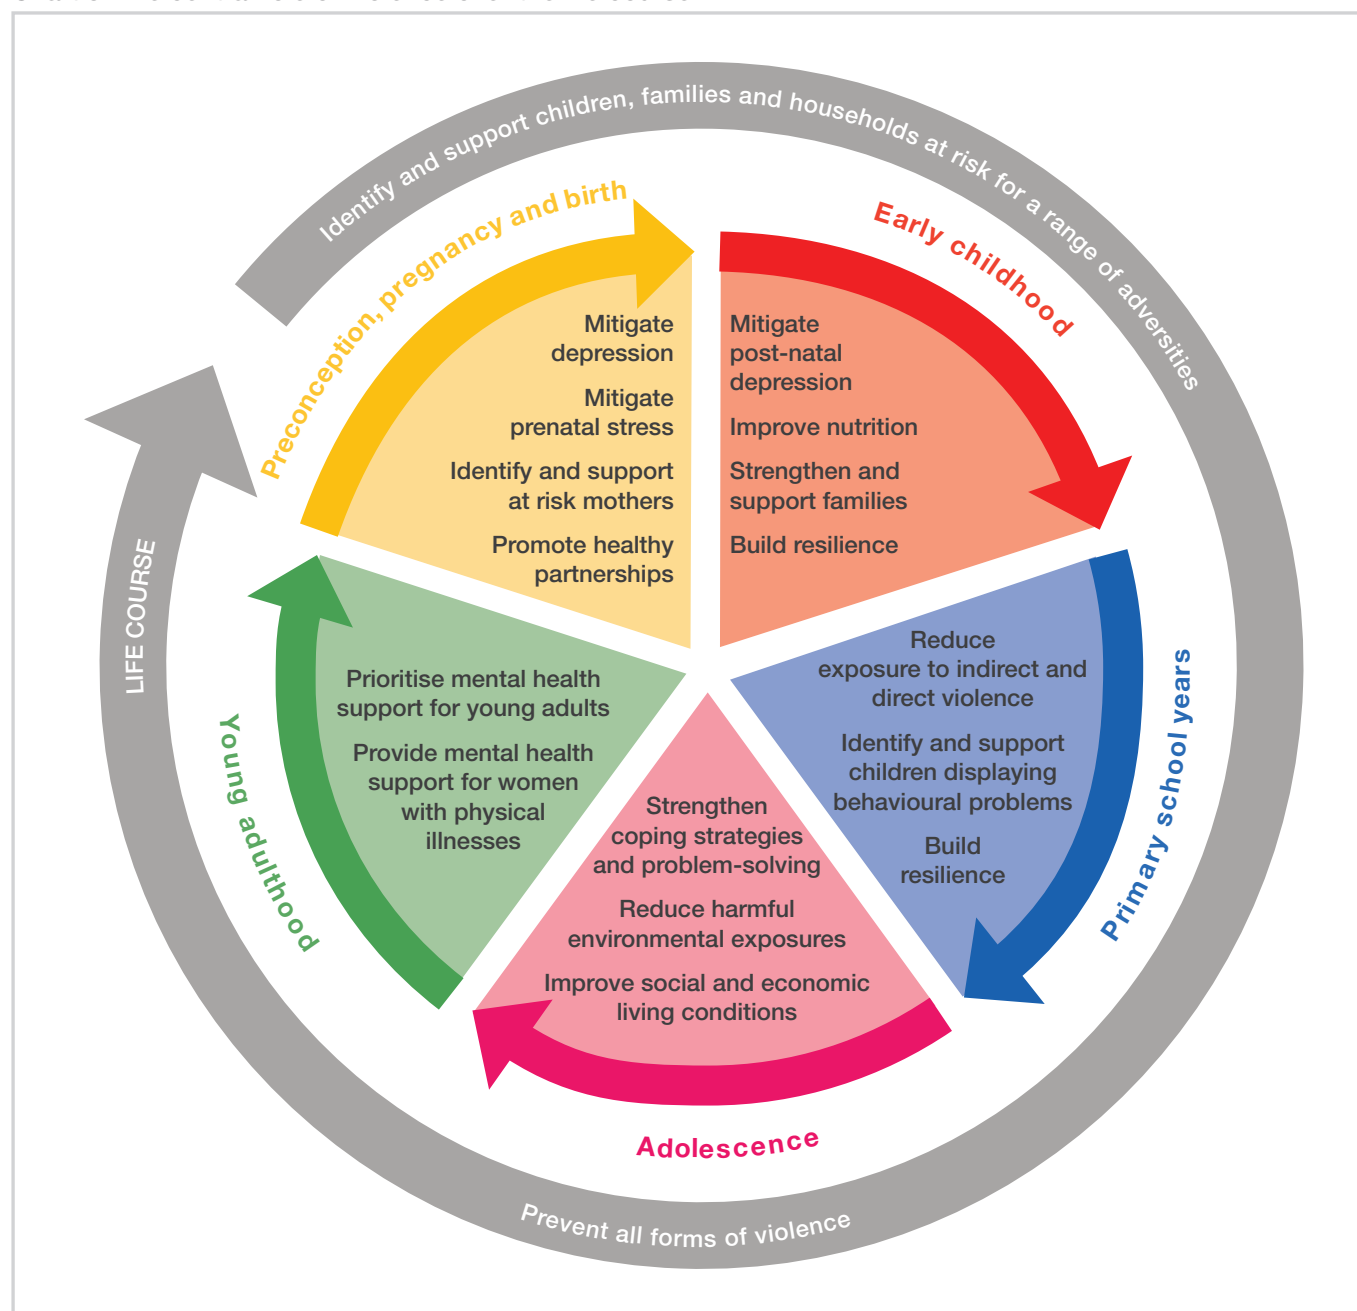 Identify and support children, families and households at risk for a range of adversities
Preconception, pregnancy and birth
Mitigate
depression
Mitigate
prenatal stress
Identify and support
at risk mothers
Promote healthy
partnerships
Early childhood
Mitigate
post-natal
depression
Improve nutrition
Strengthen and
support families
Build resilience
Primary school years
Reduce
exposure to indirect and
direct violence
Identify and support
children displaying
behavioural problems
Build
resilience
Adolescence
Strengthen
coping strategies
and problem-solving
Reduce harmful
environmental exposures
Improve social and economic
living conditions
Young adulthood
Prioritise mental health
support for young adults
Provide mental health
support for women
with physical
illnesses
Prevent all forms of violence
LIFE COURSE